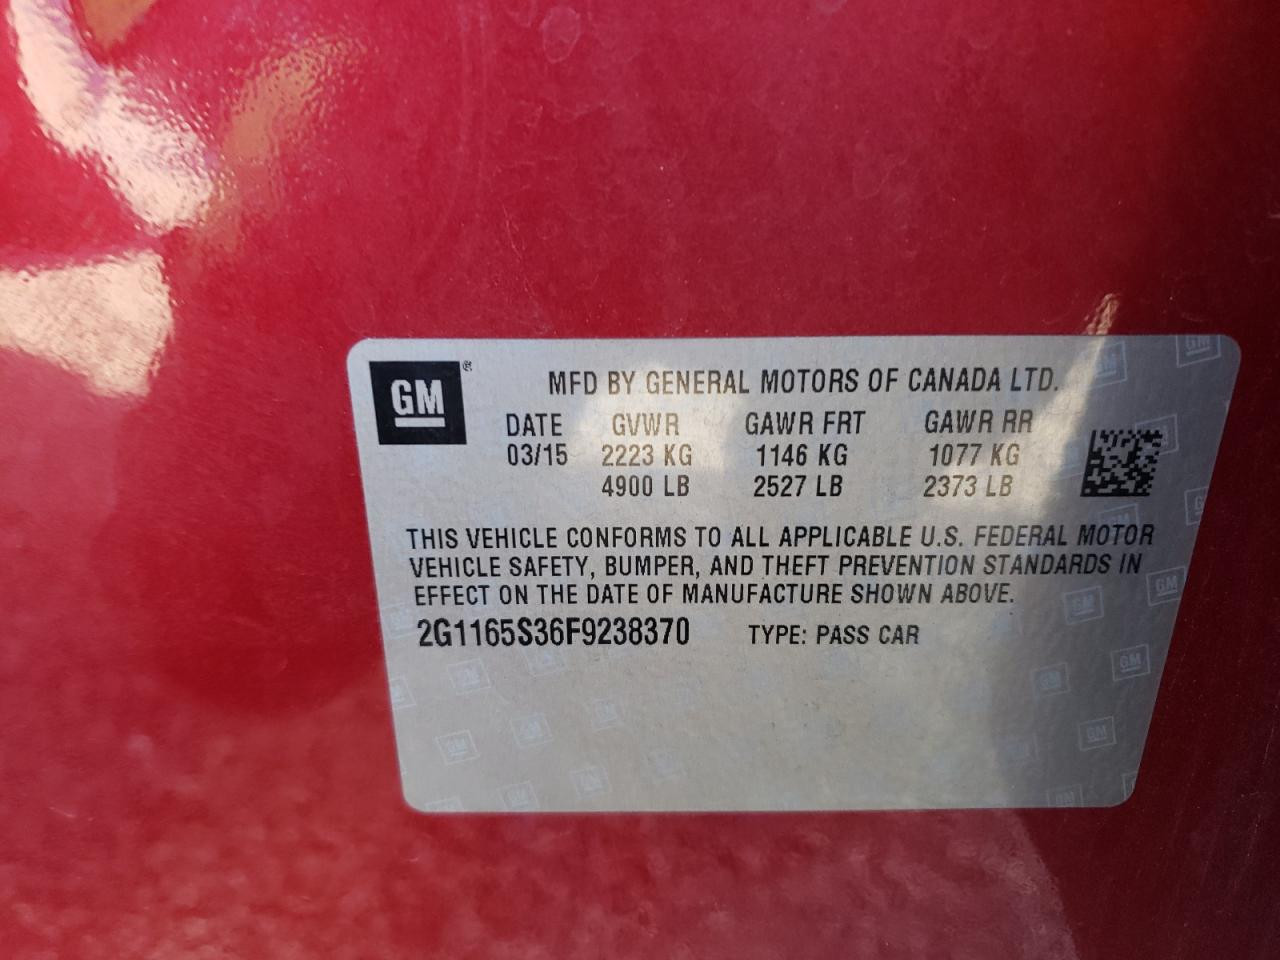 GM ®
MFD BY GENERAL MOTORS OF CANADA LTD.
DATE GVWR GAWR FRT GAWR RR
03/15 2223 KG 1146 KG 1077 KG
4900 LB 2527 LB 2373 LB
THIS VEHICLE CONFORMS TO ALL APPLICABLE U.S. FEDERAL MOTOR
VEHICLE SAFETY, BUMPER, AND THEFT PREVENTION STANDARDS IN
EFFECT ON THE DATE OF MANUFACTURE SHOWN ABOVE.
2G1165S36F9238370 TYPE: PASS CAR